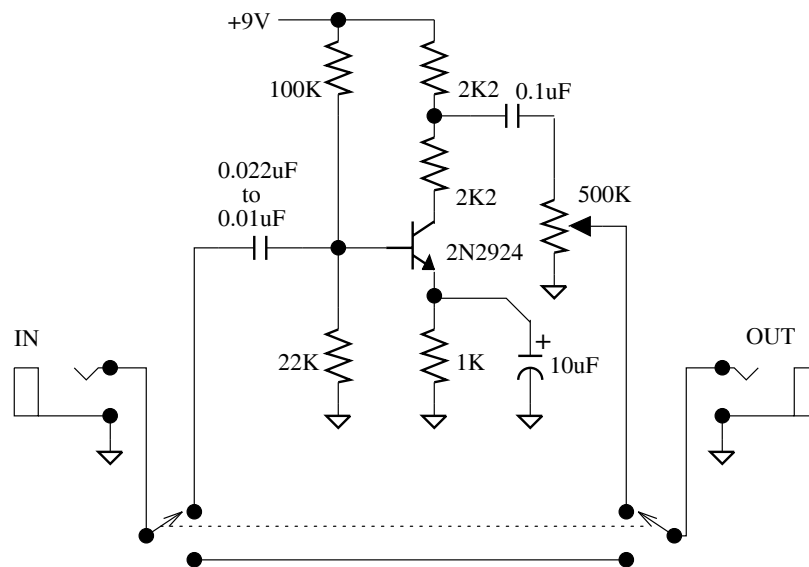 +9V
100K
2K2
0.1uF
2K2
0.022uF
to
0.01uF
500K
2N2924
IN
22K
1K
+
10uF
OUT